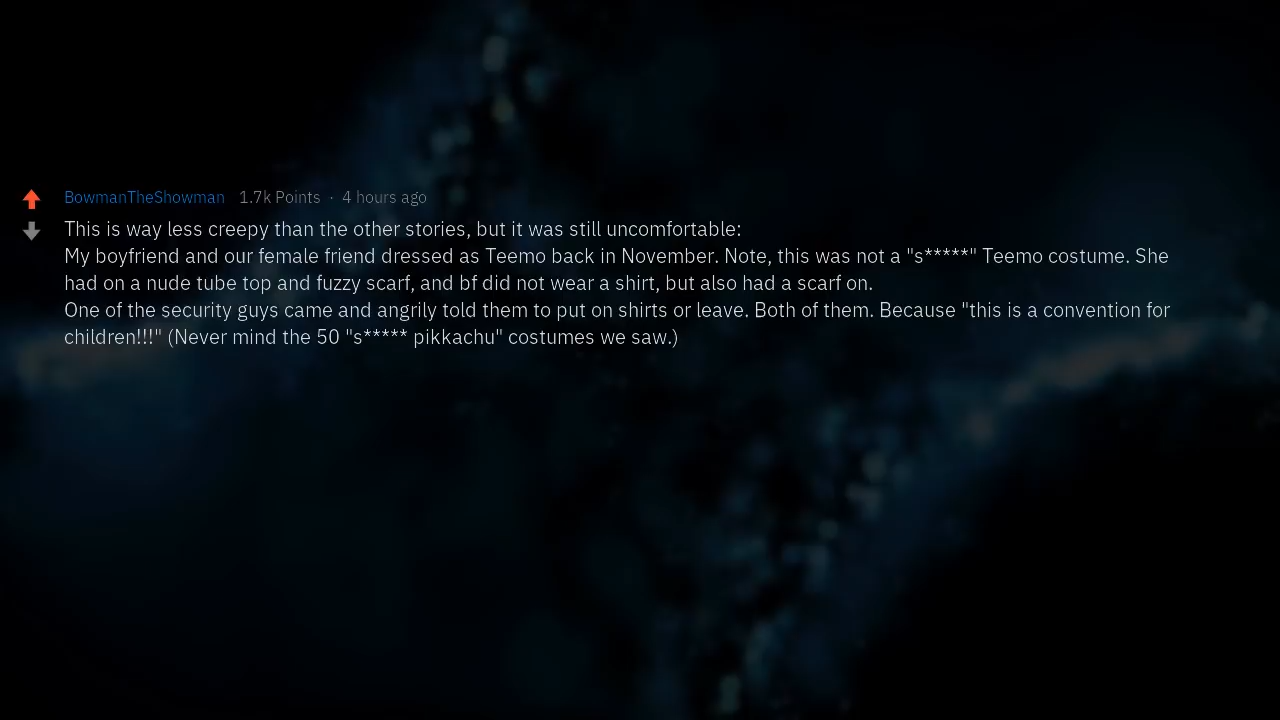 BowmanTheShowman 1.7k Points · 4 hours ago
This is way less creepy than the other stories, but it was still uncomfortable:
My boyfriend and our female friend dressed as Teemo back in November. Note, this was not a "s*****" Teemo costume. She
had on a nude tube top and fuzzy scarf, and bf did not wear a shirt, but also had a scarf on.
One of the security guys came and angrily told them to put on shirts or leave. Both of them. Because "this is a convention for
children!!!" (Never mind the 50 "s***** pikkachu" costumes we saw.)